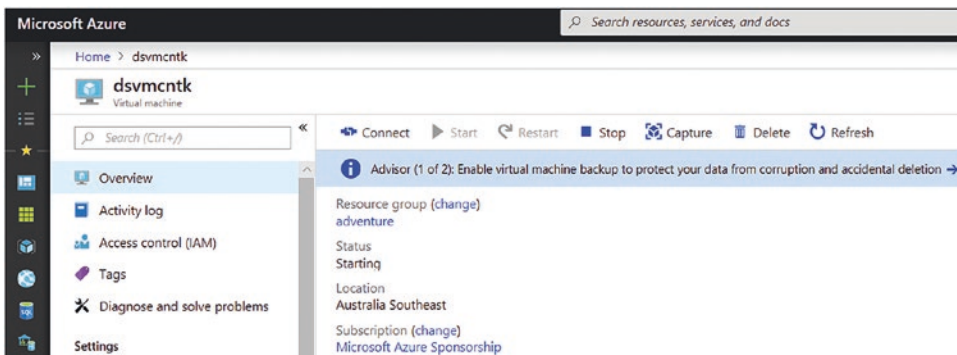 Microsoft Azure
Search resources, services, and docs
»
Home > dsvmcntk
dsvmcntk
Virtual machine
Search (Ctrl+/)
«
Connect Start Restart Stop Capture Delete Refresh
Advisor (1 of 2): Enable virtual machine backup to protect your data from corruption and accidental deletion →
Overview
Activity log
Access control (IAM)
Tags
Diagnose and solve problems
Settings
Resource group (change)
adventure
Status
Starting
Location
Australia Southeast
Subscription (change)
Microsoft Azure Sponsorship
SQL